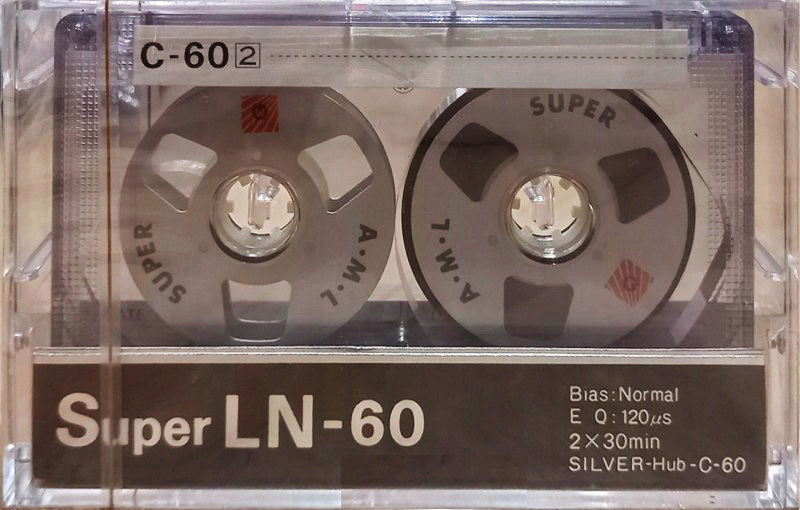 C-60 2
SUPER
A·M·L
SUPER
A·M·L
Super LN-60
Bias:Normal
E Q:120μs
2×30min
SILVER-Hub-C-60